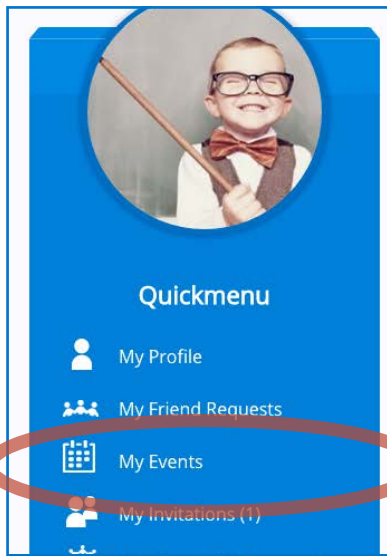 Quickmenu
My Profile
My Friend Requests
My Events
My Invitations (1)